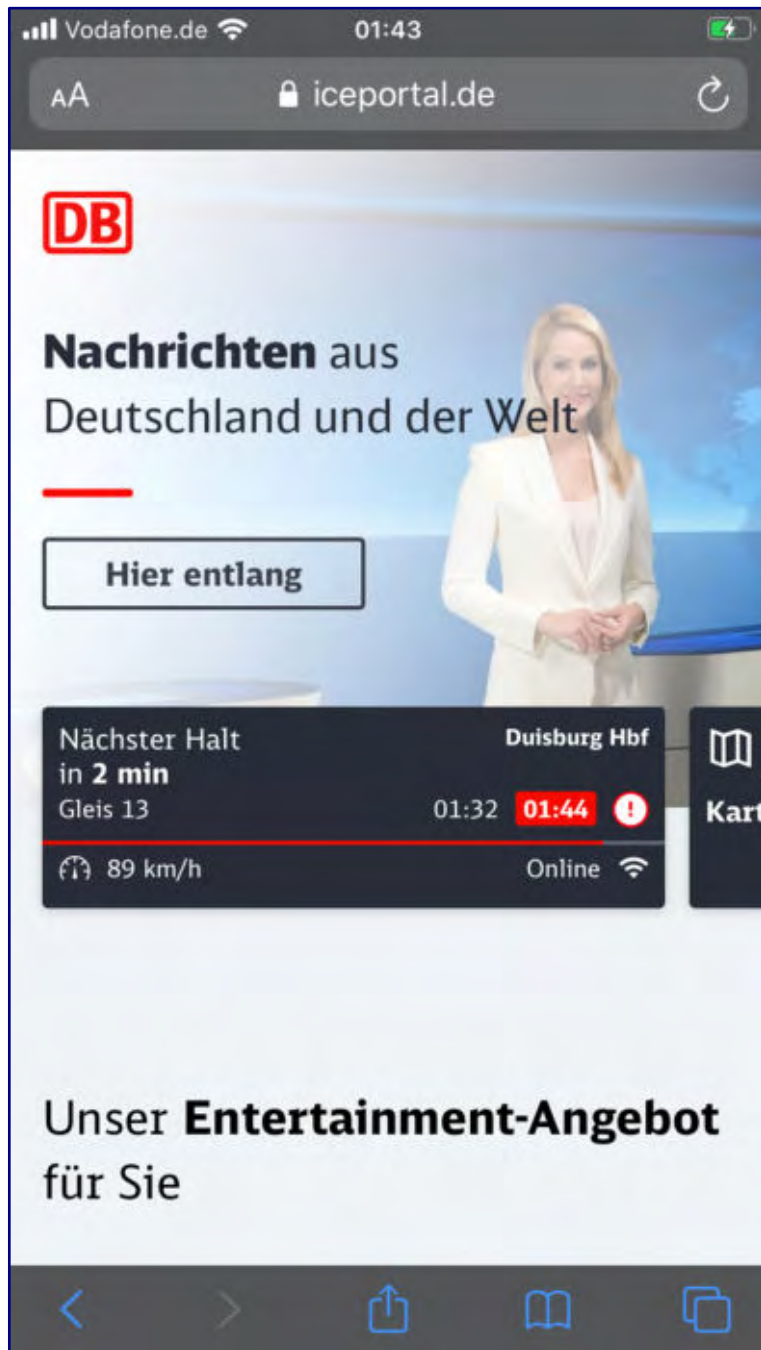 Vodafone.de 01:43
AA iceportal.de
DB
Nachrichten aus
Deutschland und der Welt
Hier entlang
Nächster Halt Duisburg Hbf
in 2 min
Gleis 13 01:32 01:44 !
89 km/h Online
Kart
Unser Entertainment-Angebot
für Sie